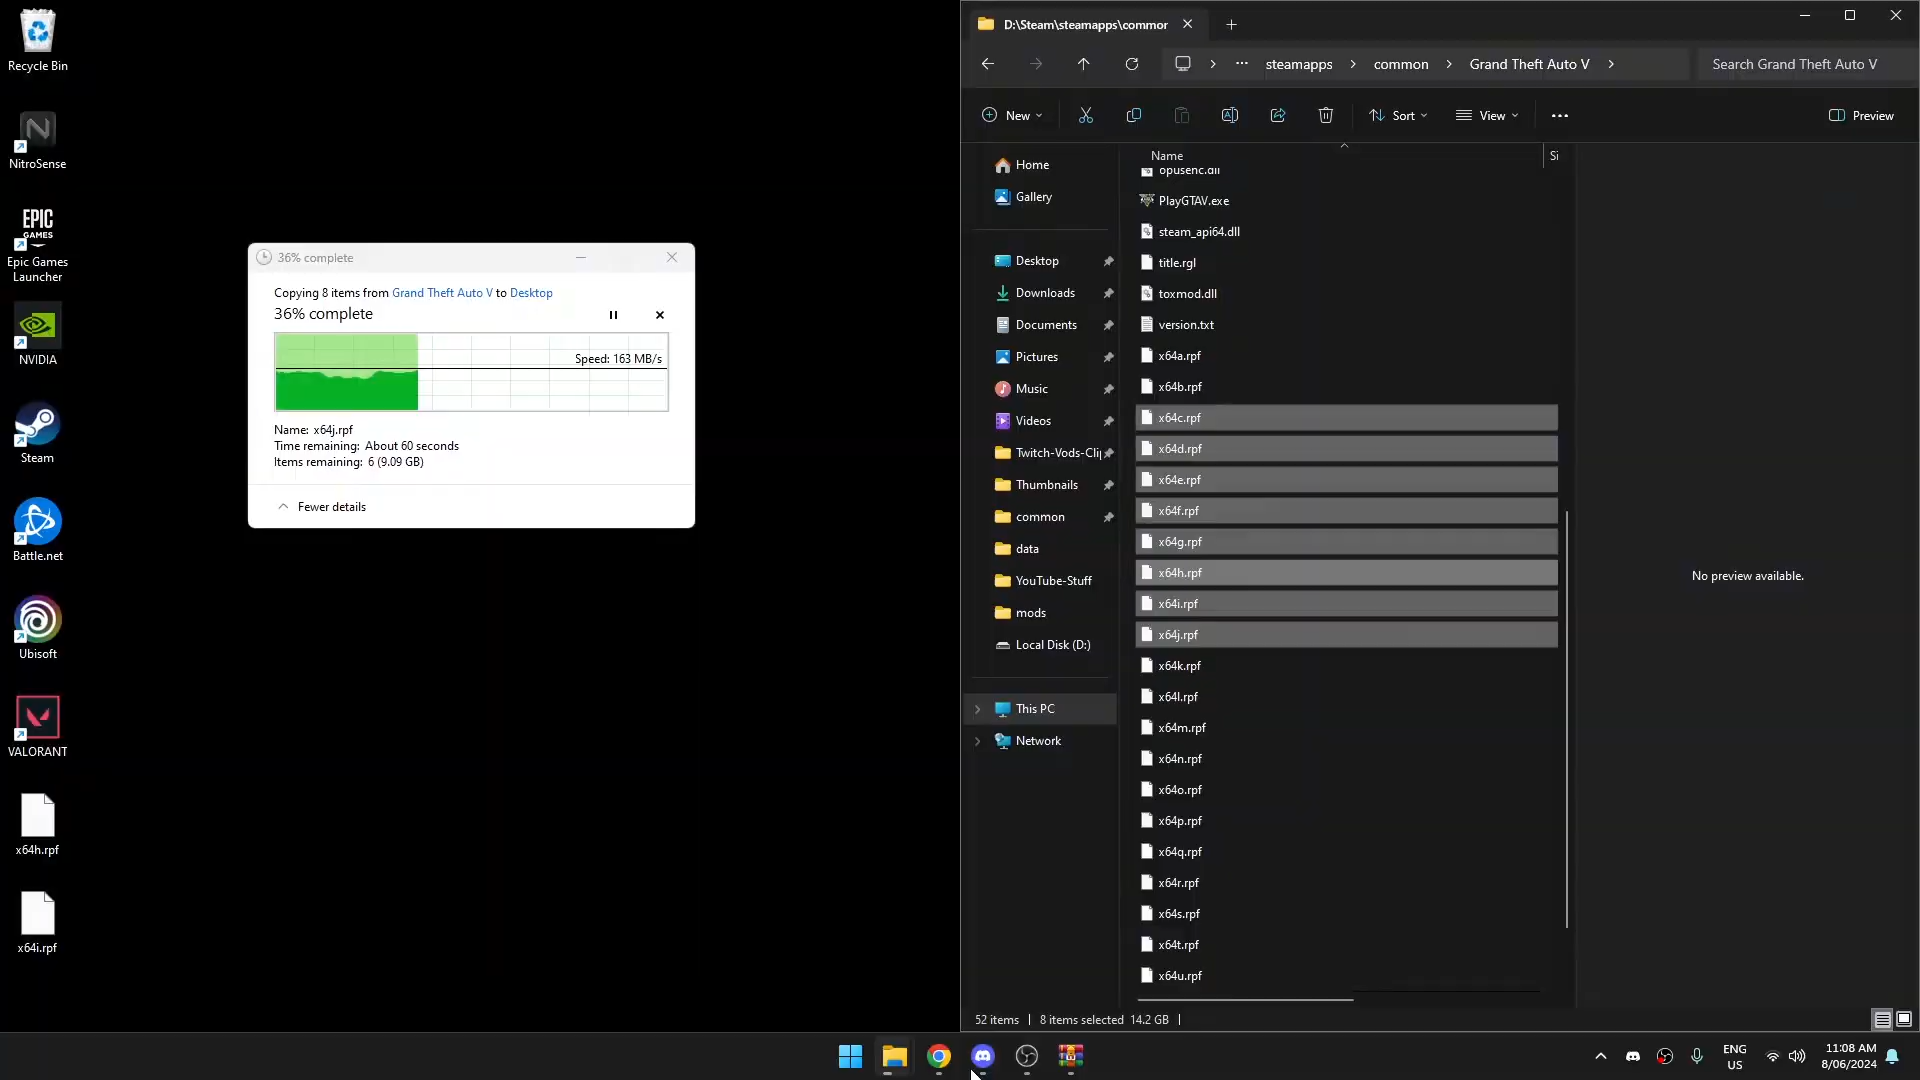 Recycle Bin
NitroSense
EPIC
GAMES
Epic Games
Launcher
NVIDIA
Steam
Battle.net
Ubisoft
VALORANT
x64h.rpf
x64i.rpf
36% complete
Copying 8 items from Grand Theft Auto V to Desktop
36% complete
Speed: 163 MB/s
Name: x64j.rpf
Time remaining: About 60 seconds
Items remaining: 6 (9.09 GB)
Fewer details
D:\Steam\steamapps\commor
steamapps
common
Grand Theft Auto V
Search Grand Theft Auto V
New
Sort
View
Preview
Home
Gallery
Desktop
Downloads
Documents
Pictures
Music
Videos
Twitch-Vods-Cli
Thumbnails
common
data
YouTube-Stuff
mods
Local Disk (D:)
This PC
Network
Name
Si
opusenc.dll
PlayGTAV.exe
steam_api64.dll
title.rgl
toxmod.dll
version.txt
x64a.rpf
x64b.rpf
x64c.rpf
x64d.rpf
x64e.rpf
x64f.rpf
x64g.rpf
x64h.rpf
x64i.rpf
x64j.rpf
x64k.rpf
x64l.rpf
x64m.rpf
x64n.rpf
x64o.rpf
x64p.rpf
x64q.rpf
x64r.rpf
x64s.rpf
x64t.rpf
x64u.rpf
No preview available.
52 items
8 items selected 14.2 GB
ENG
US
11:08 AM
8/06/2024